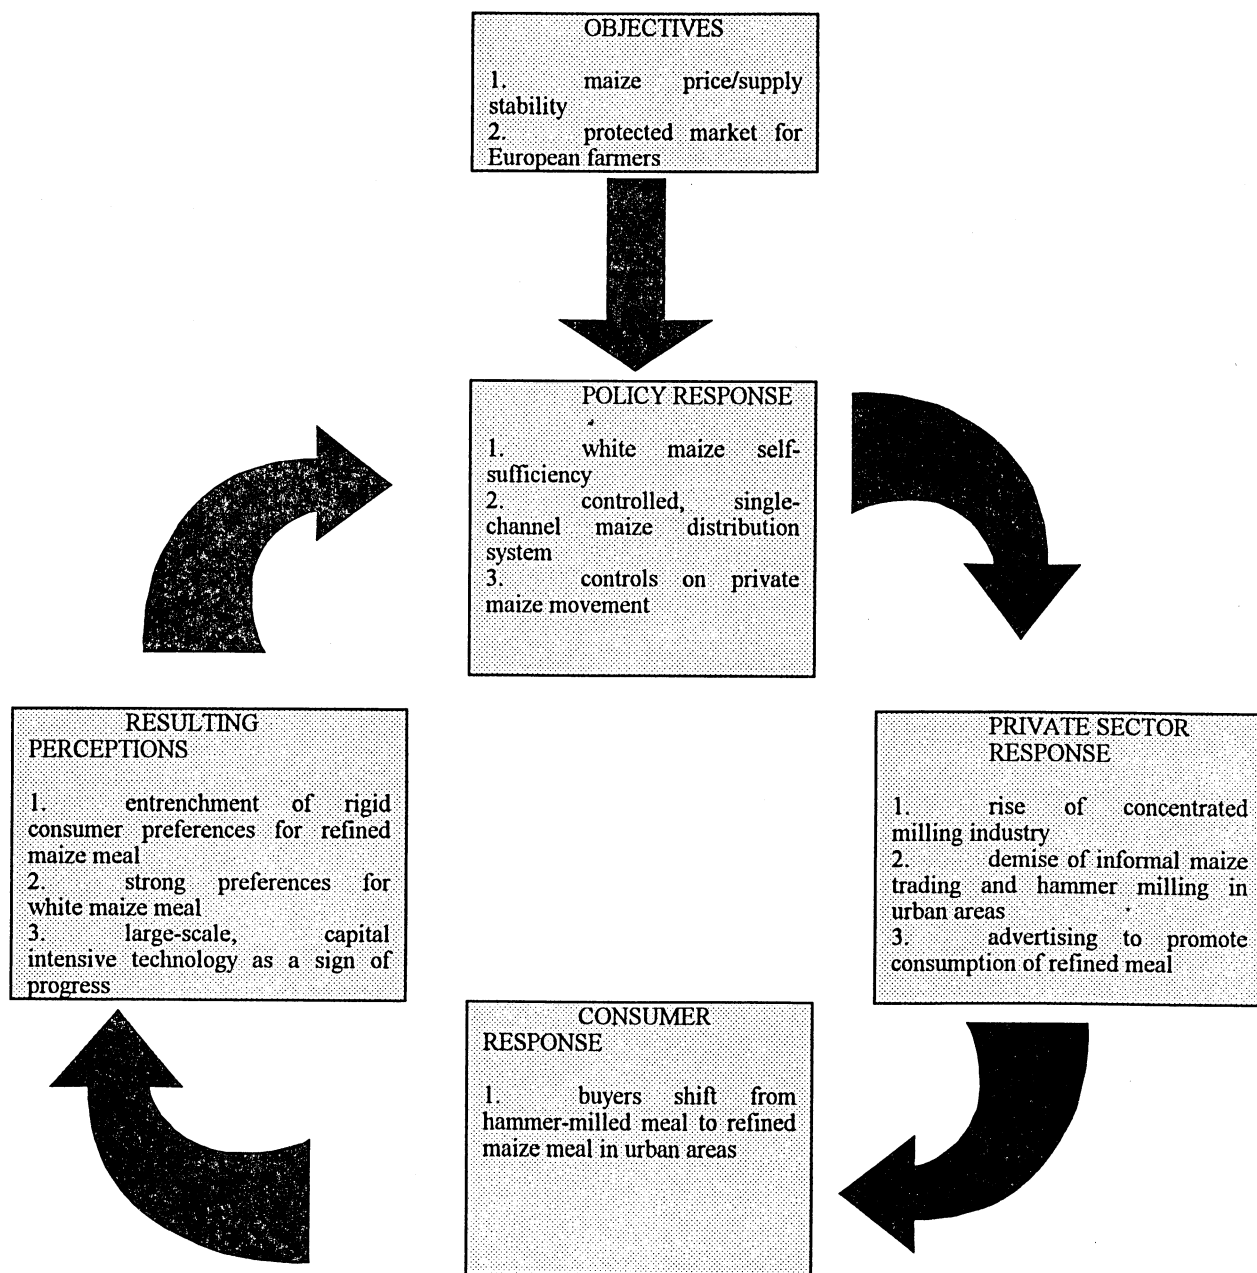 OBJECTIVES
1. maize price/supply
stability
2. protected market for
European farmers
POLICY RESPONSE
1. white maize self-
sufficiency
2. controlled, single-
channel maize distribution
system
3. controls on private
maize movement
RESULTING
PERCEPTIONS
1. entrenchment of rigid
consumer preferences for refined
maize meal
2. strong preferences for
white maize meal
3. large-scale, capital
intensive technology as a sign of
progress
PRIVATE SECTOR
RESPONSE
1. rise of concentrated
milling industry
2. demise of informal maize
trading and hammer milling in
urban areas
3. advertising to promote
consumption of refined meal
CONSUMER
RESPONSE
1. buyers shift from
hammer-milled meal to refined
maize meal in urban areas